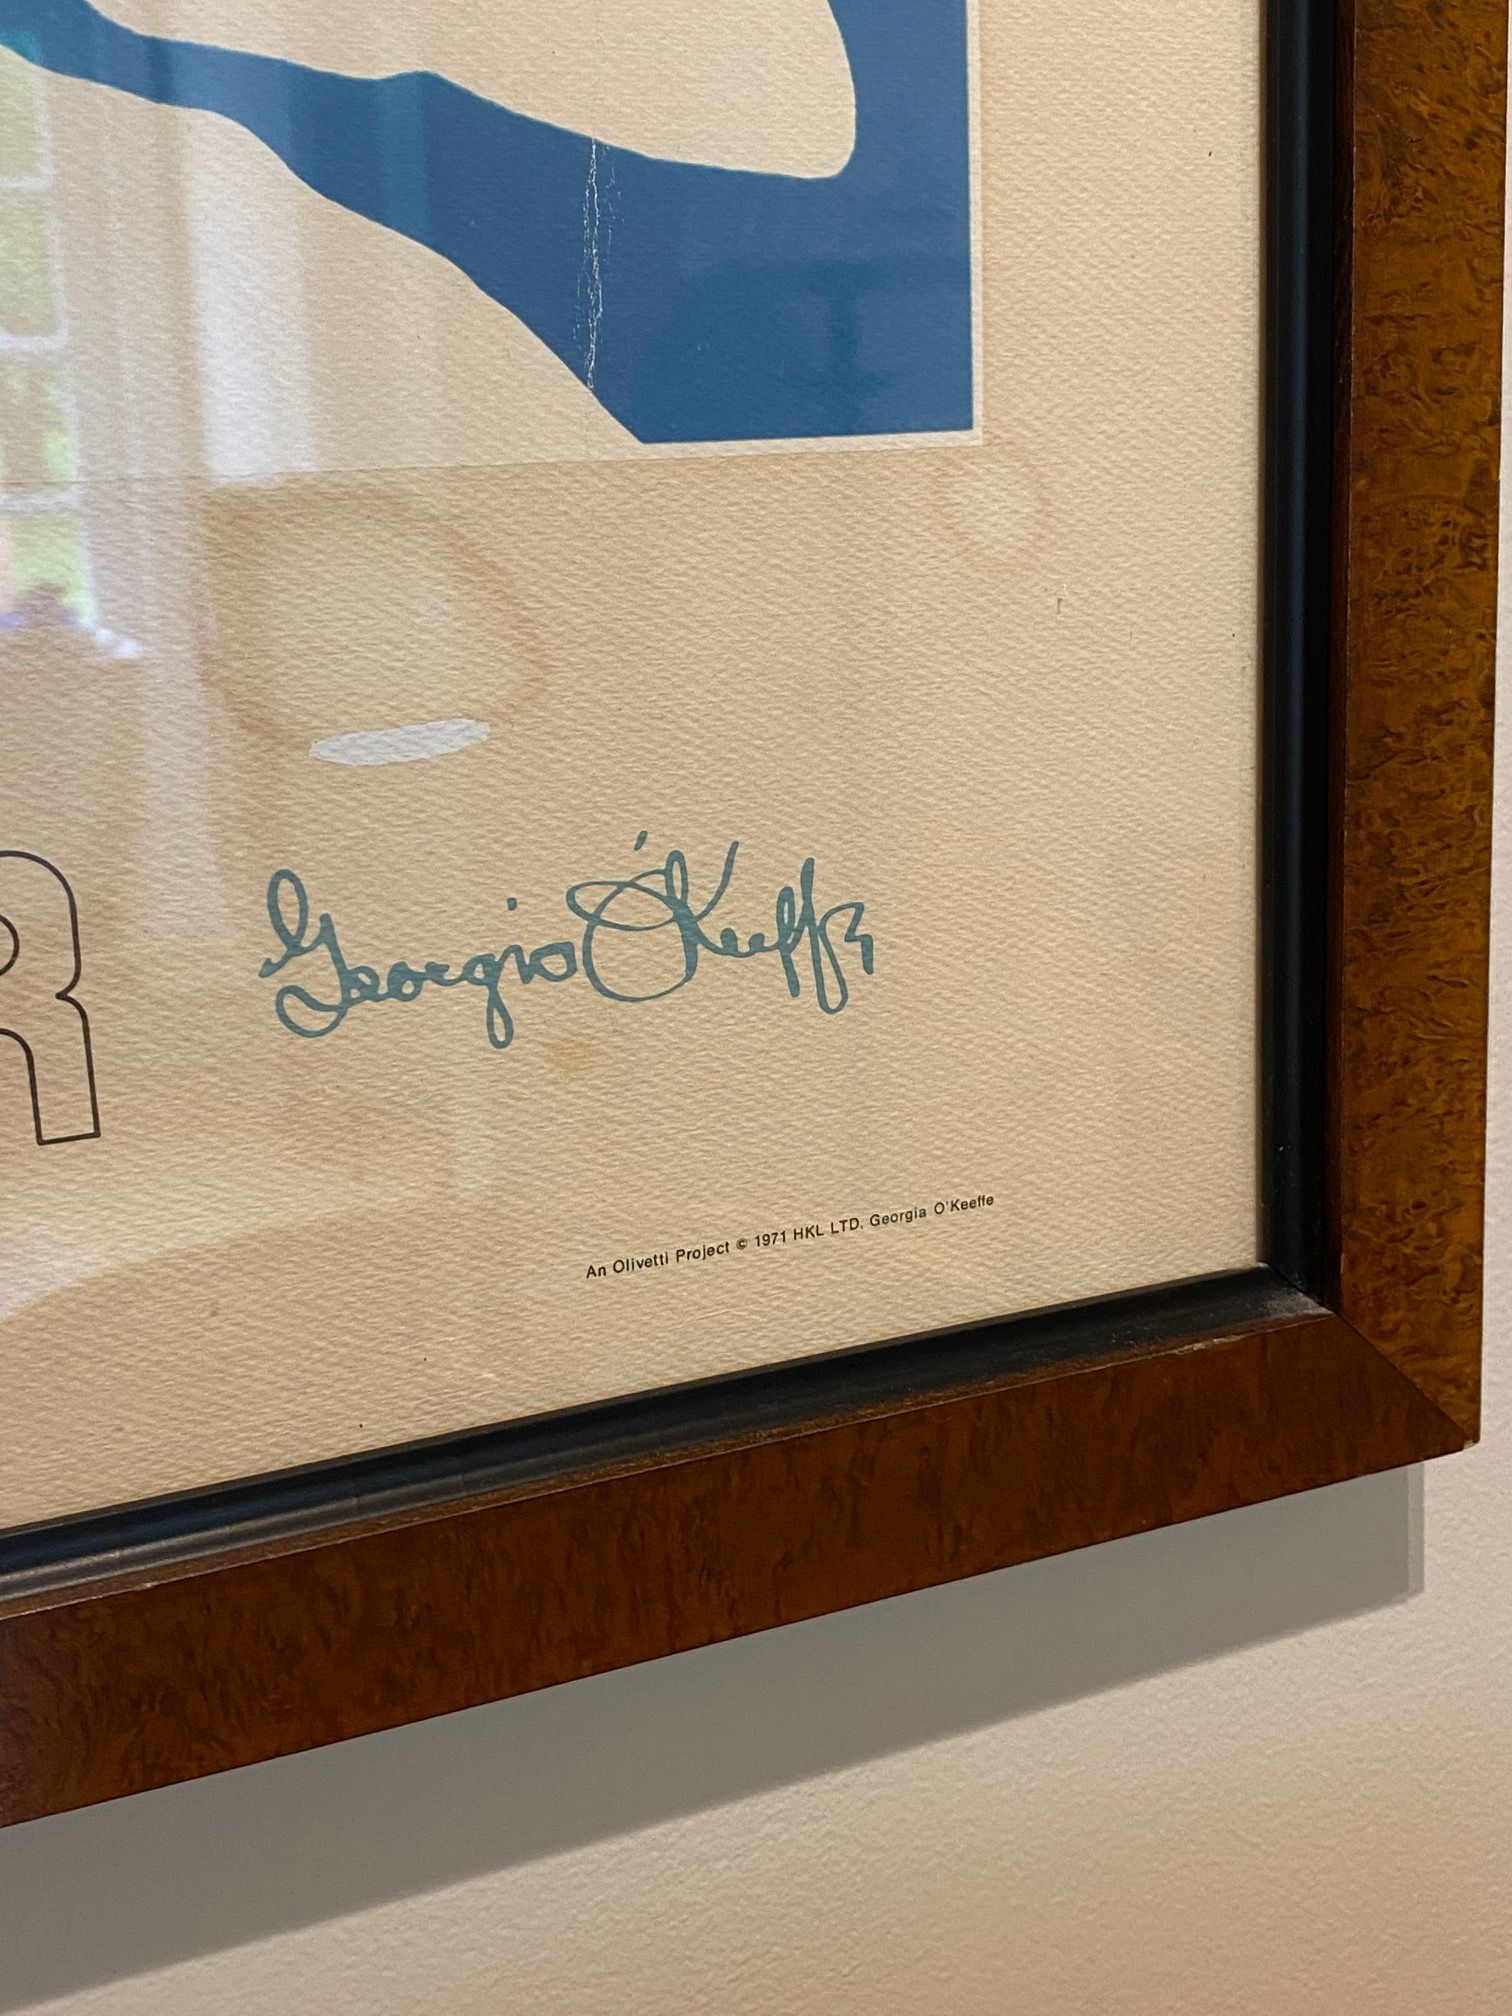 R
Georgia O'Keeffe
An Olivetti Project © 1971 HKL LTD. Georgia O'Keeffe